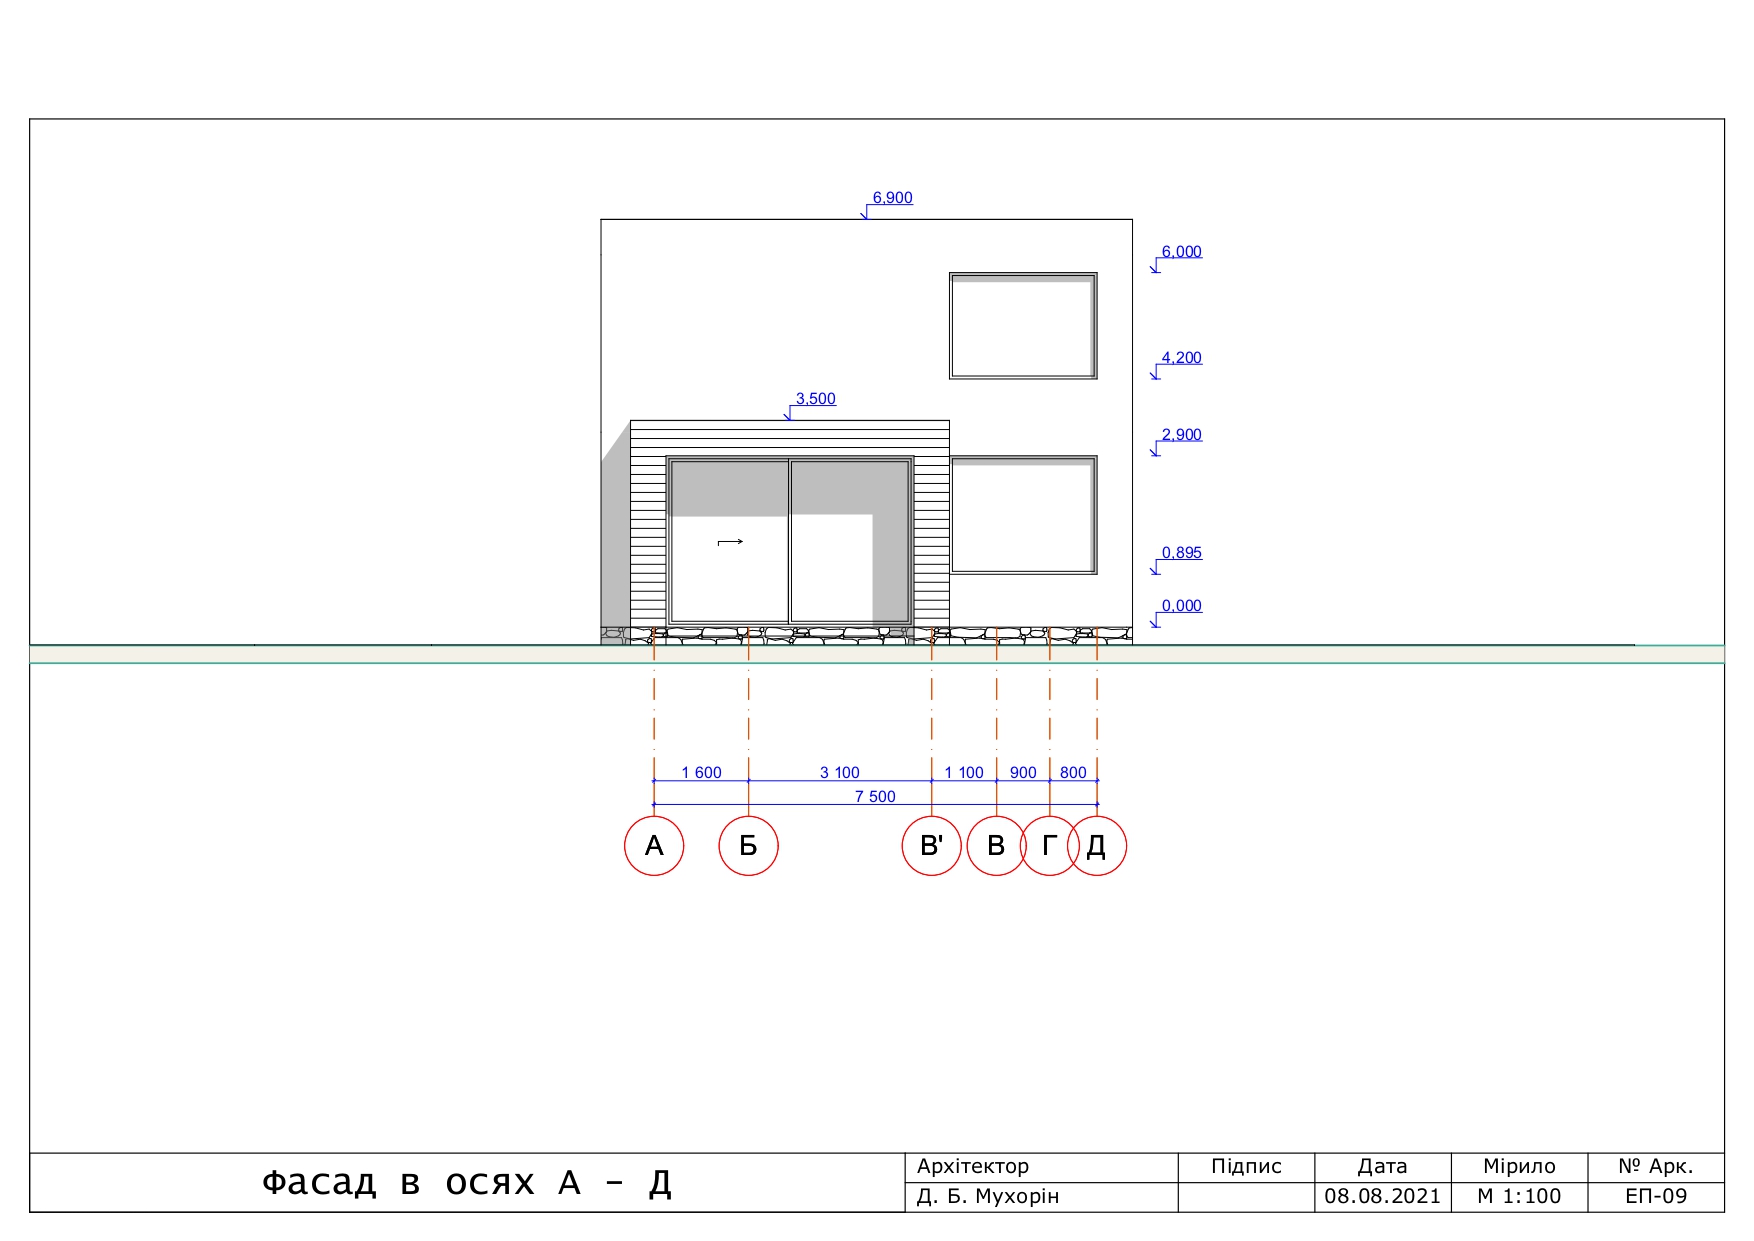 6,900
6,000
4,200
3,500
2,900
0,895
0,000
1 600 3 100 1 100 900 800
7 500
А Б В' В Г Д
Фасад в осях А - Д
Архітектор Підпис Дата Мірило № Арк.
Д. Б. Мухорін 08.08.2021 М 1:100 ЕП-09